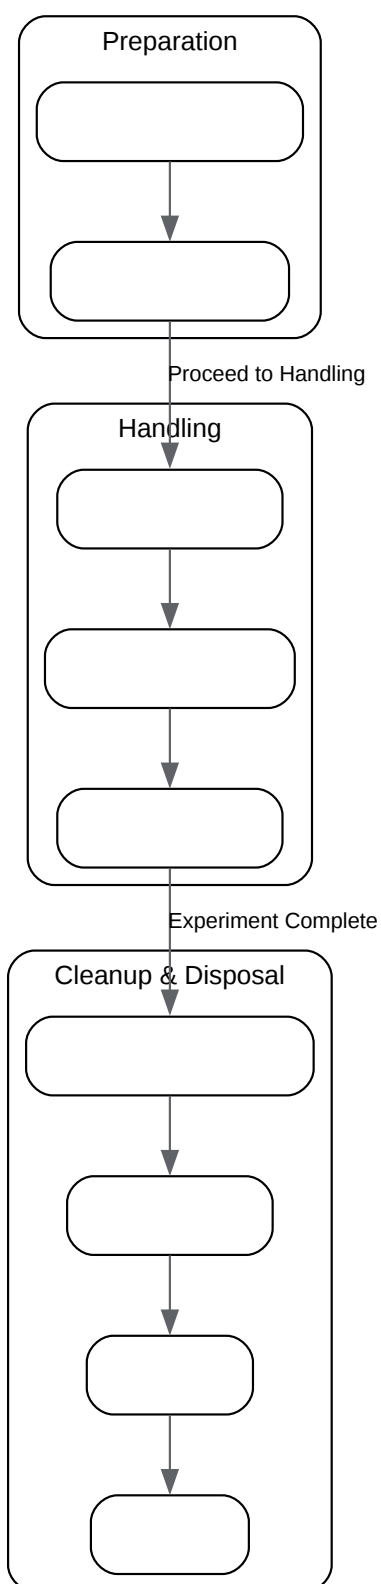 Preparation
Proceed to Handling
Handling
Experiment Complete
Cleanup & Disposal